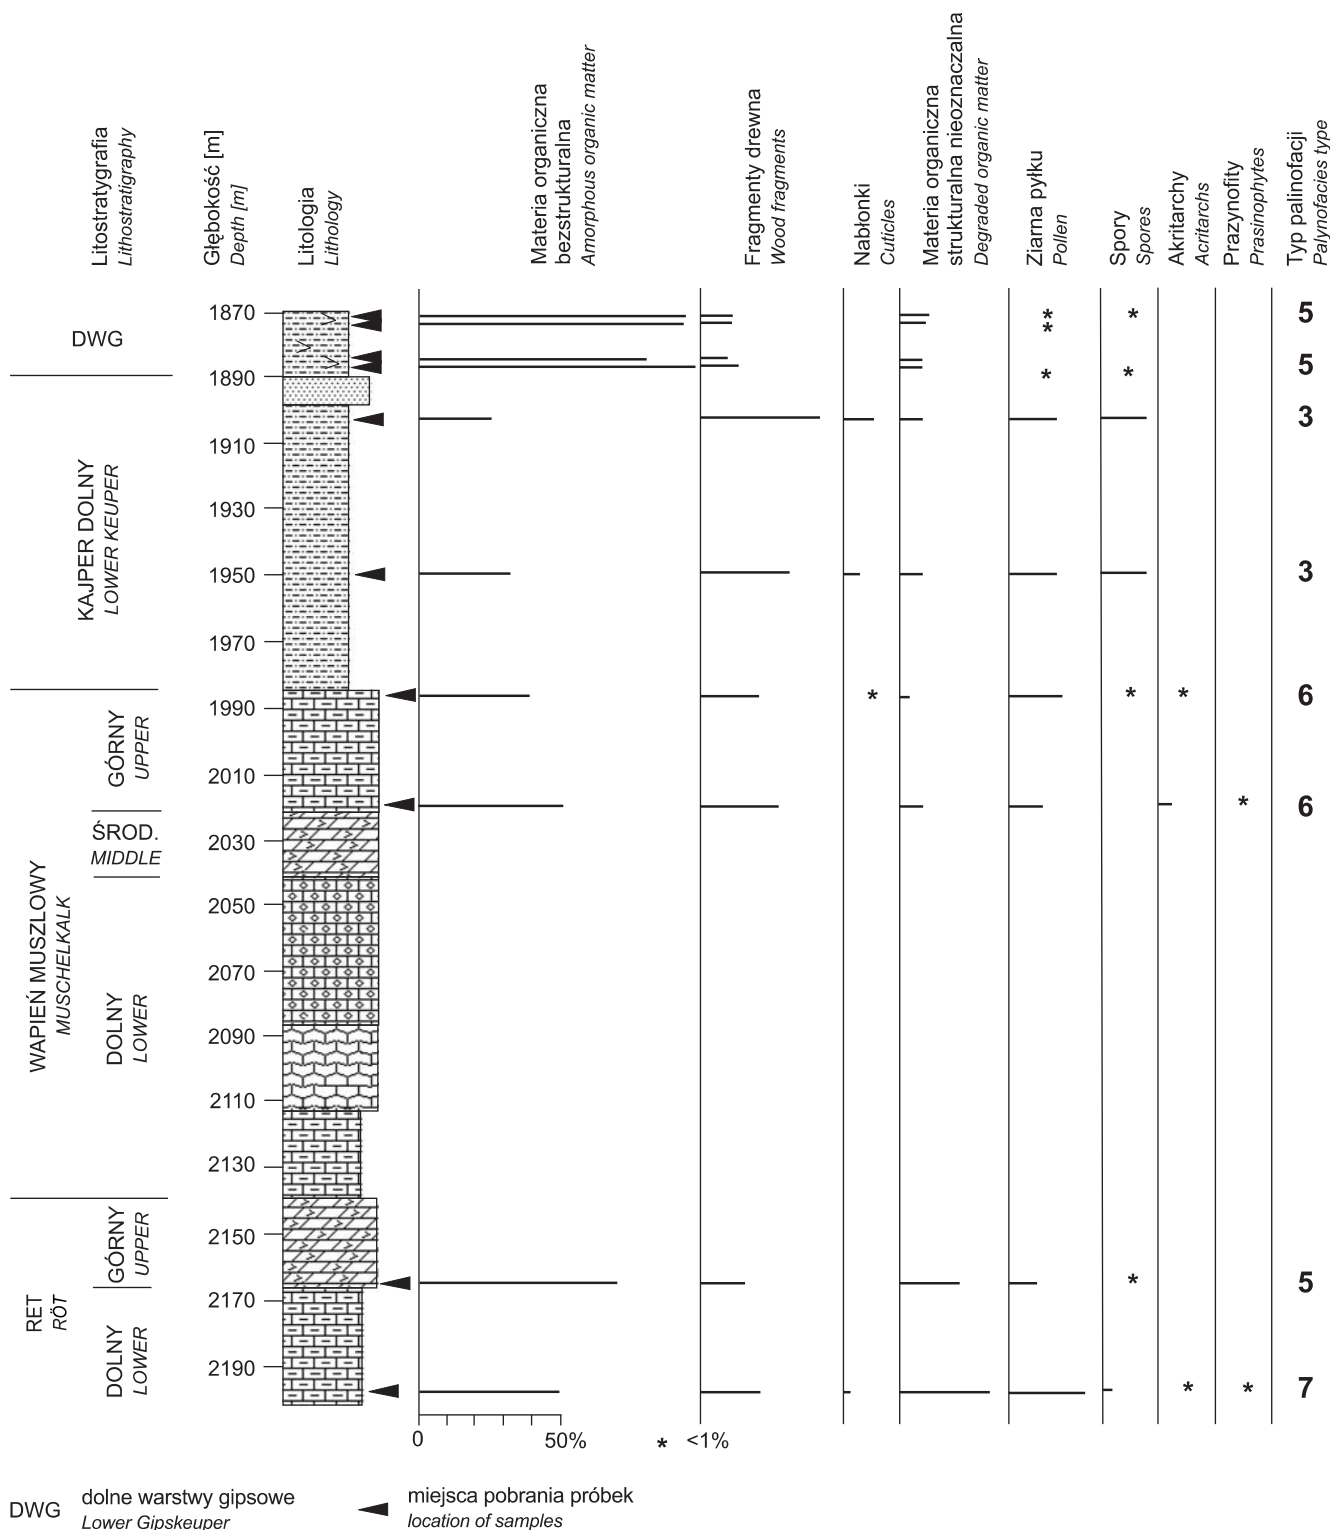 Litostratygrafia
Lithostratigraphy
Głębokość [m]
Depth [m]
Litologia
Lithology
Materia organiczna
bezstrukturalna
Amorphous organic matter
Fragmenty drewna
Wood fragments
Nabłonki
Cuticles
Materia organiczna
strukturalna nieoznaczalna
Degraded organic matter
Ziarna pyłku
Pollen
Spory
Spores
Akritarchy
Acritarchs
Prazynofity
Prasinophytes
Typ palinofacji
Palynofacies type
DWG
KAJPER DOLNY
LOWER KEUPER
WAPIEŃ MUSZLOWY
MUSCHELKALK
GÓRNY
UPPER
ŚROD.
MIDDLE
DOLNY
LOWER
RET
RÖT
GÓRNY
UPPER
DOLNY
LOWER
1870
1890
1910
1930
1950
1970
1990
2010
2030
2050
2070
2090
2110
2130
2150
2170
2190
* * 5
*
* * 5
3
3
* * * 6
* 6
* 5
* * 7
0 50% * <1%
DWG dolne warstwy gipsowe
Lower Gipskeuper
miejsca pobrania próbek
location of samples